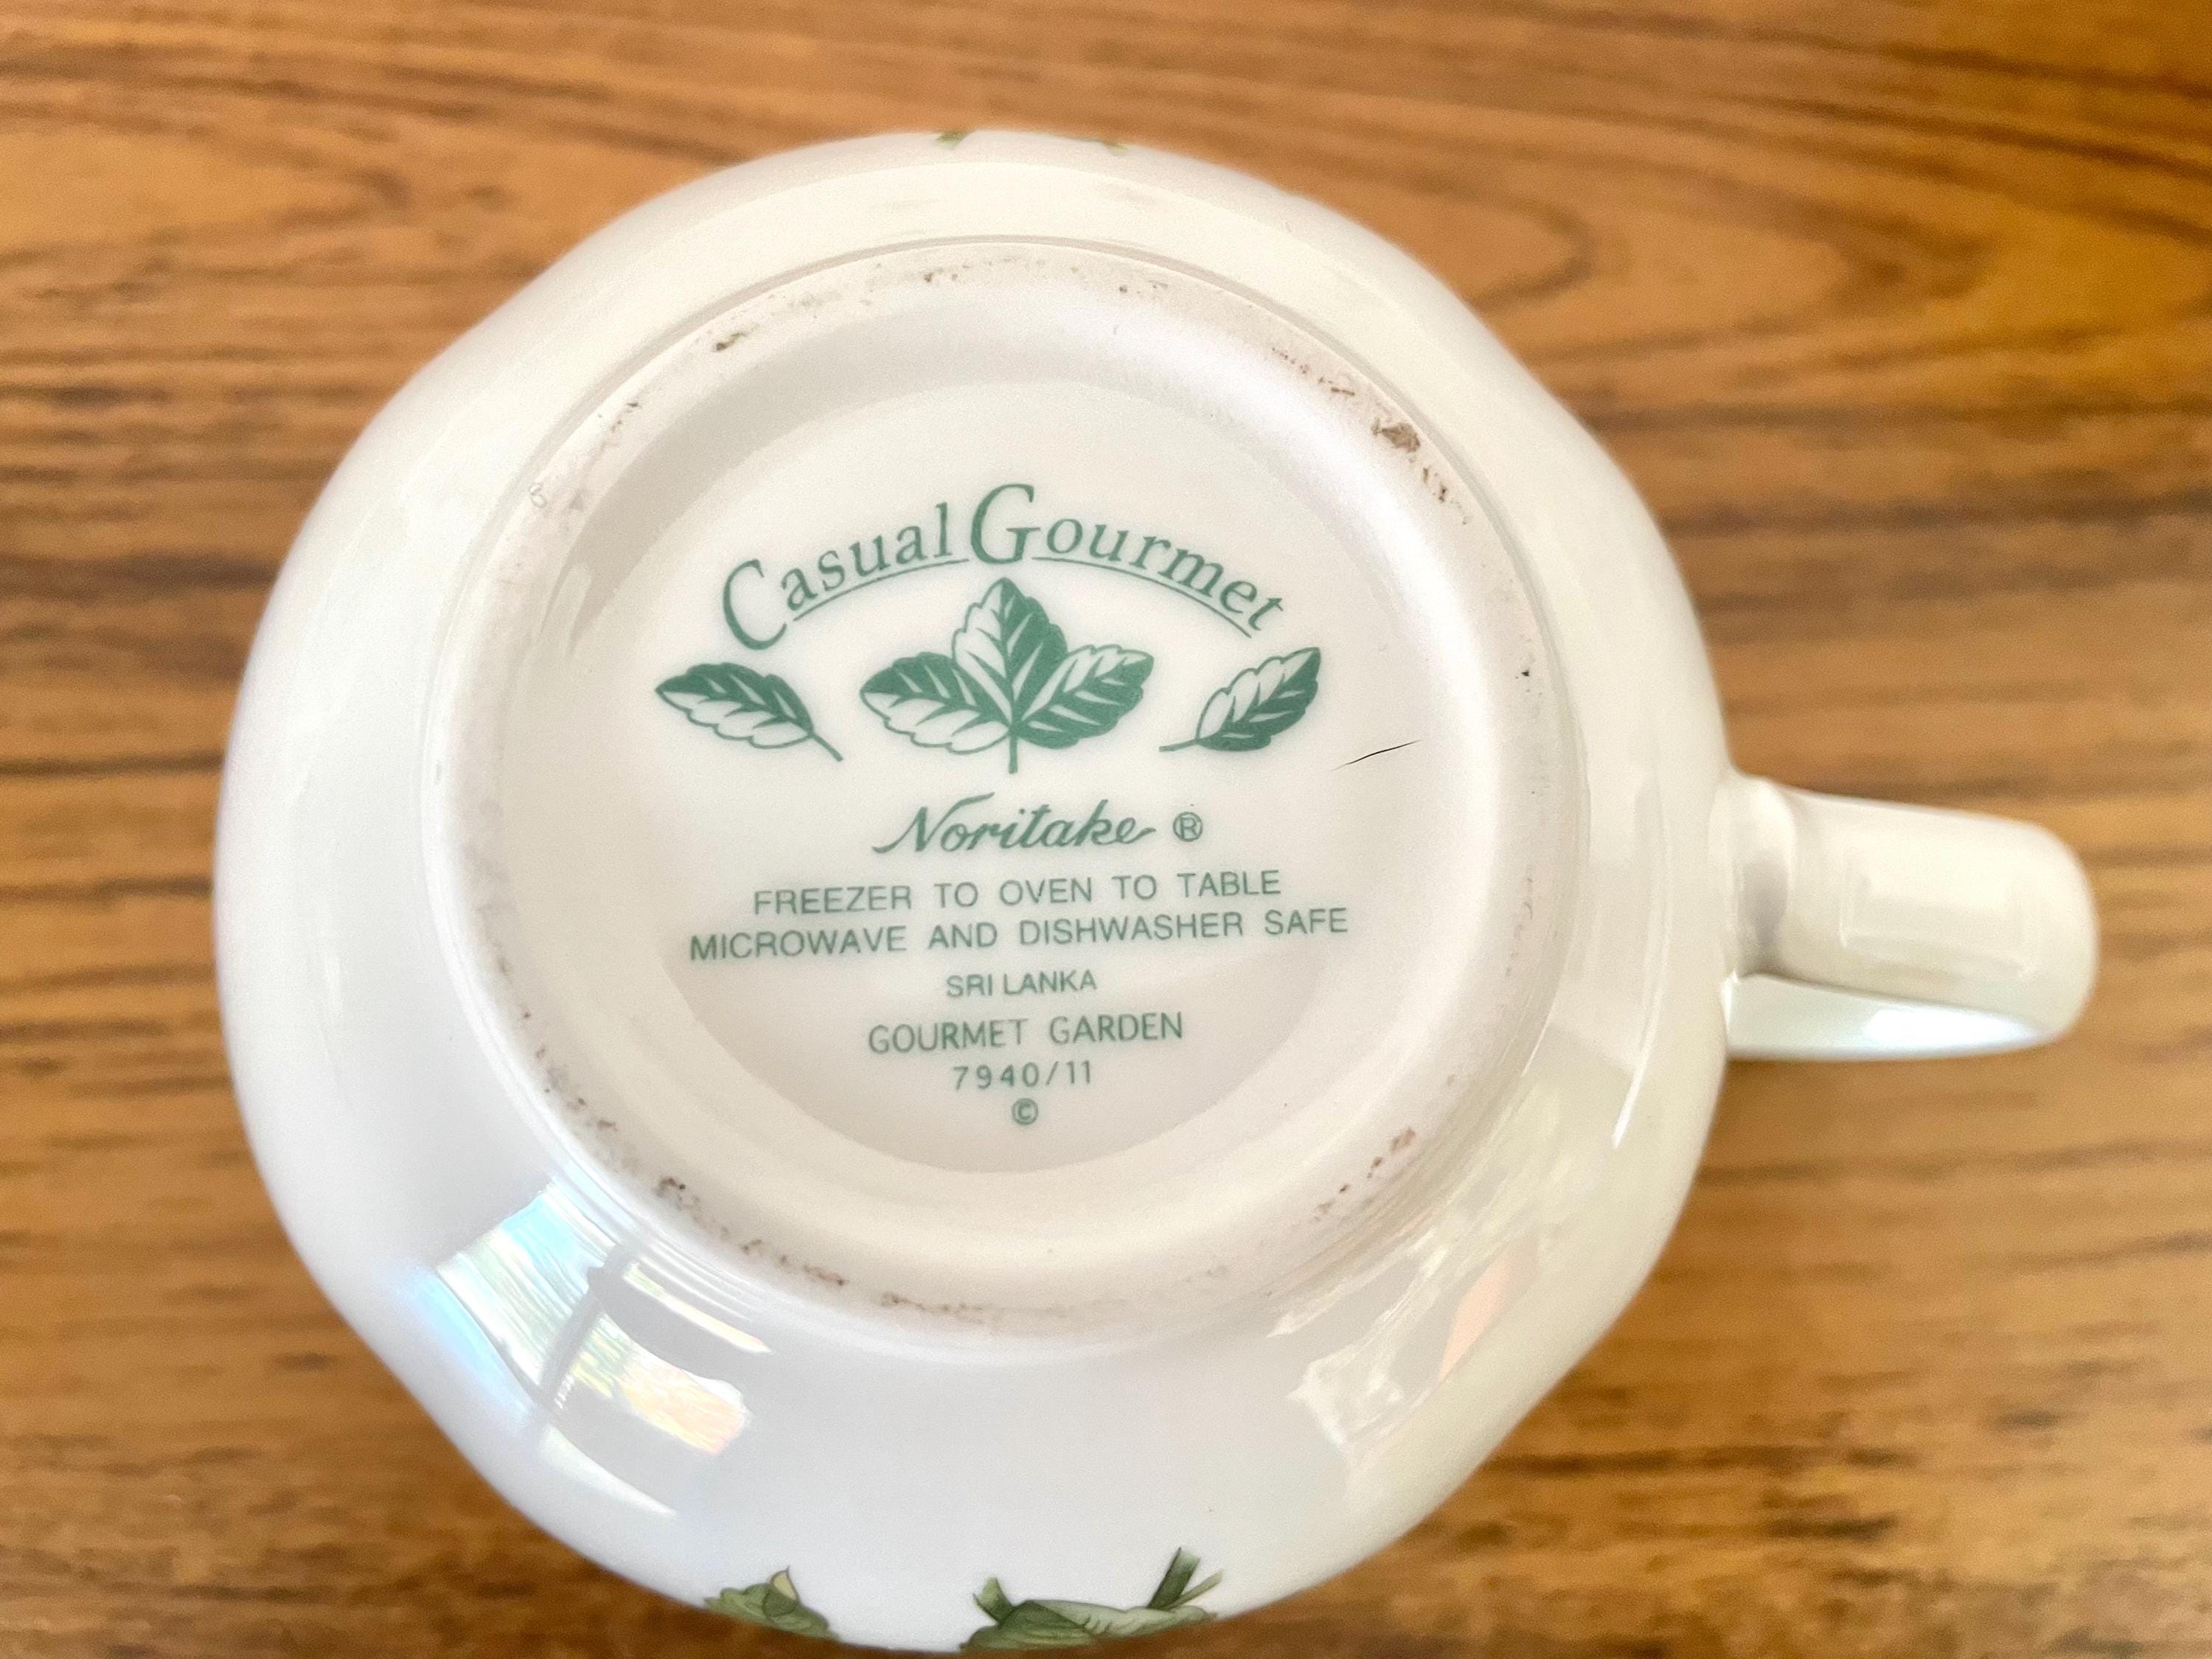 Casual Gourmet
Noritake ®
FREEZER TO OVEN TO TABLE
MICROWAVE AND DISHWASHER SAFE
SRI LANKA
GOURMET GARDEN
7940/11
©